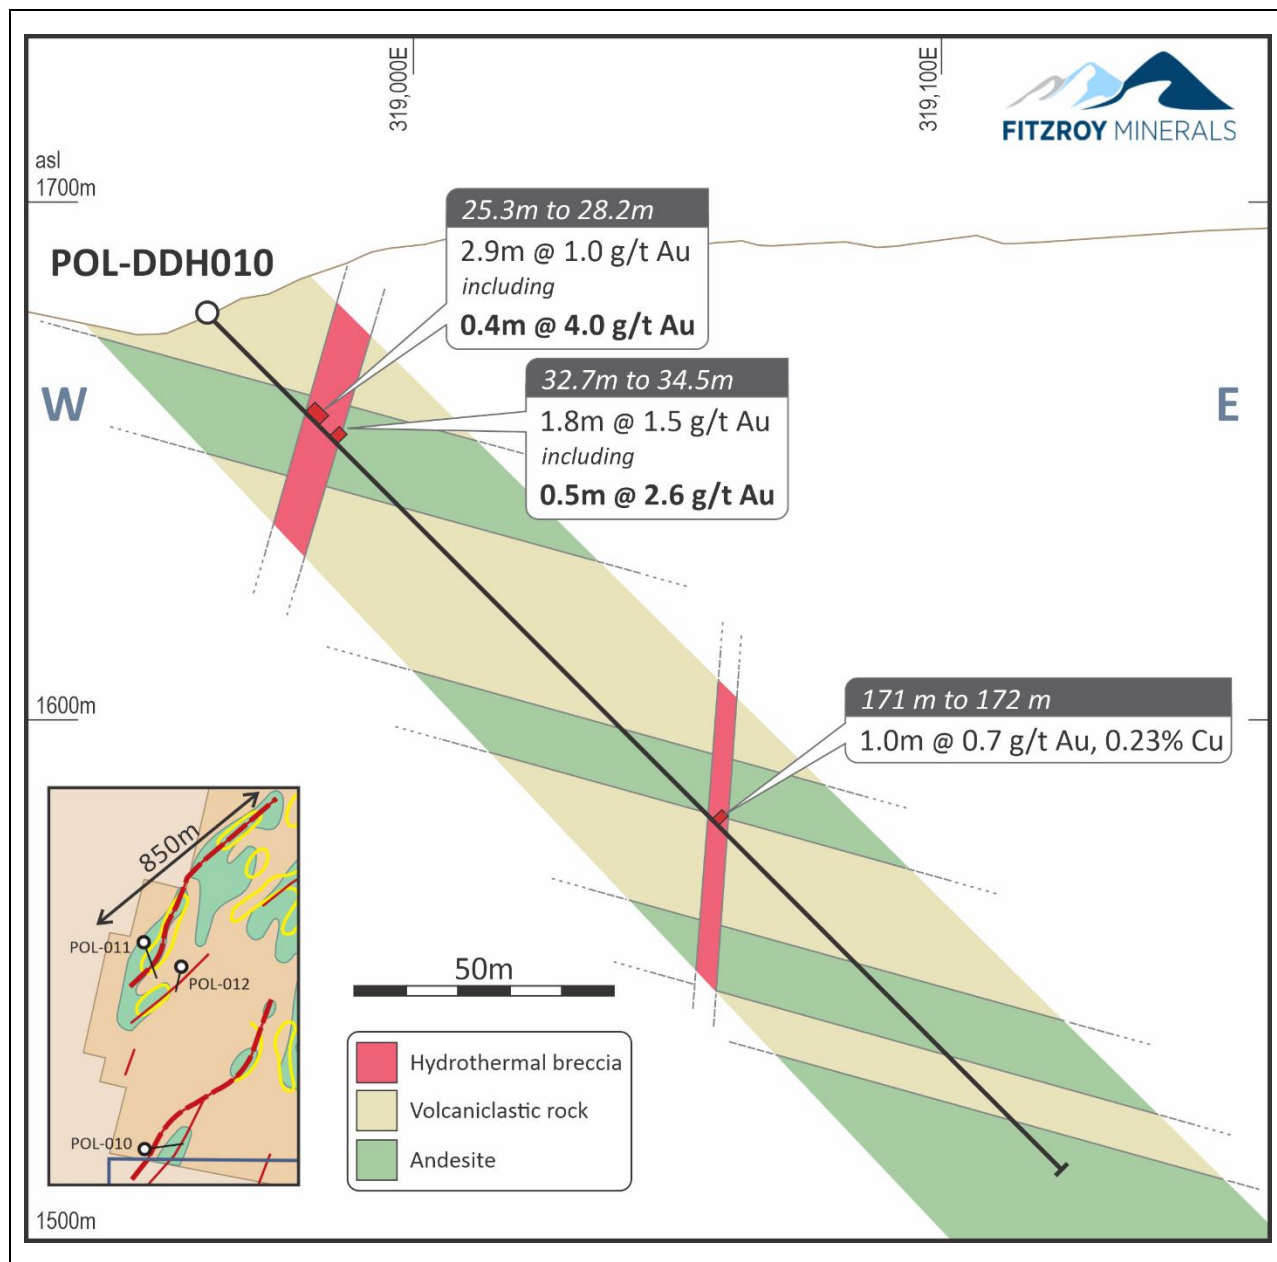 319,000E
319,100E
FITZROY MINERALS
asl
1700m
POL-DDH010
25.3m to 28.2m
2.9m @ 1.0 g/t Au
including
0.4m @ 4.0 g/t Au
32.7m to 34.5m
1.8m @ 1.5 g/t Au
including
0.5m @ 2.6 g/t Au
W
E
1600m
171 m to 172 m
1.0m @ 0.7 g/t Au, 0.23% Cu
850m
POL-011
POL-012
POL-010
50m
Hydrothermal breccia
Volcaniclastic rock
Andesite
1500m